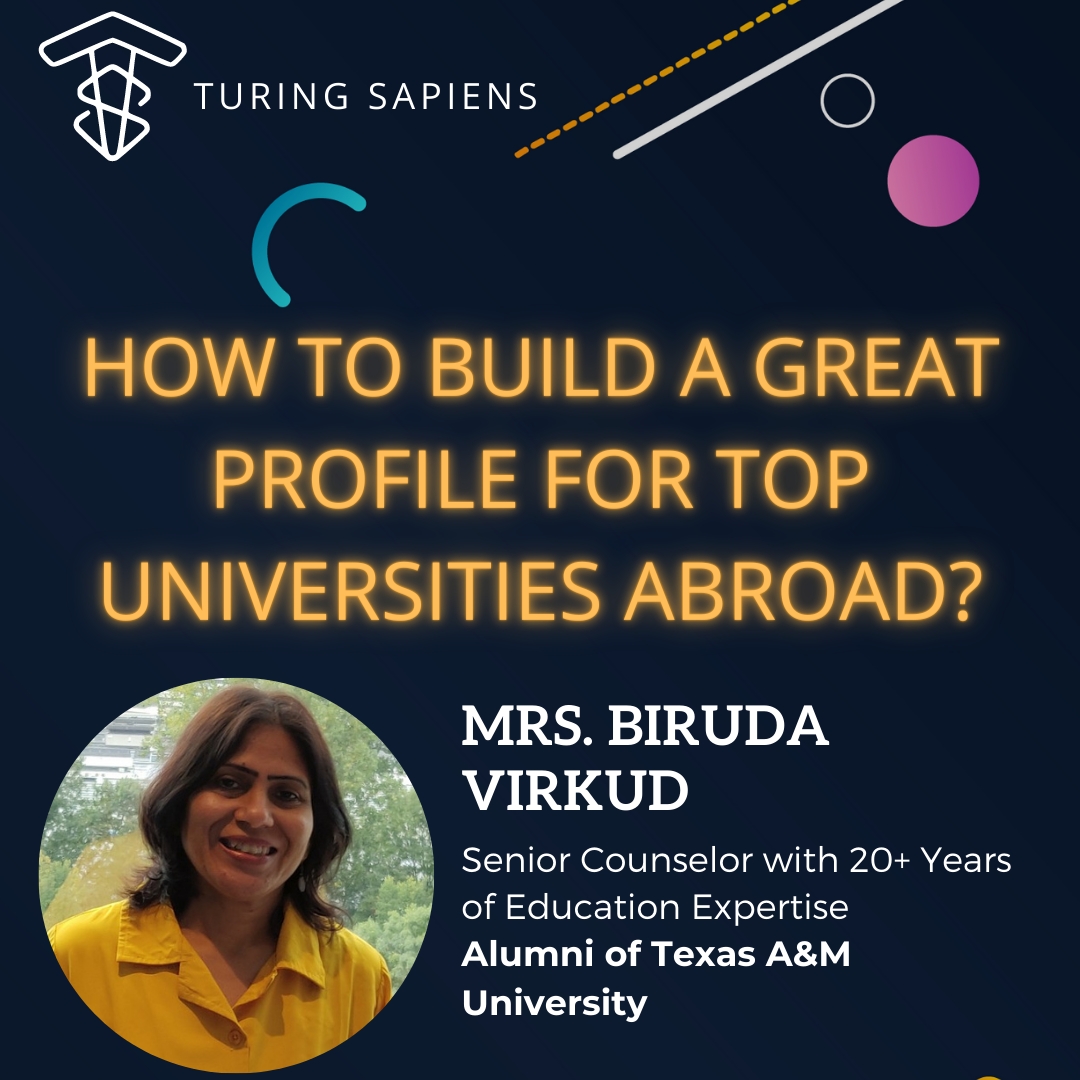 TURING SAPIENS
HOW TO BUILD A GREAT
PROFILE FOR TOP
UNIVERSITIES ABROAD?
MRS. BIRUDA
VIRKUD
Senior Counselor with 20+ Years
of Education Expertise
Alumni of Texas A&M
University